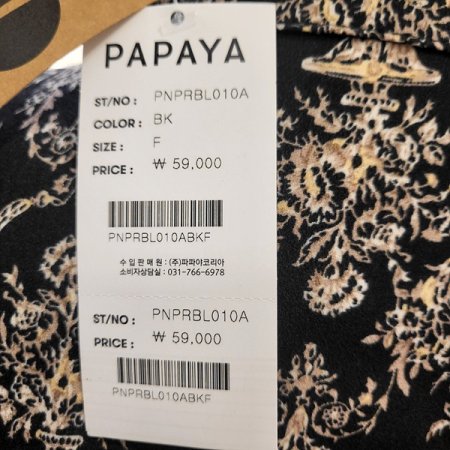 PAPAYA
ST/NO : PNPRBL010A
COLOR : BK
SIZE : F
PRICE : ₩ 59,000
PNPRBL010ABKF
수 입 판 매 원 : (주)파파야코리아
소비자상담실 : 031-766-6978
ST/NO : PNPRBL010A
PRICE : ₩ 59,000
PNPRBL010ABKF